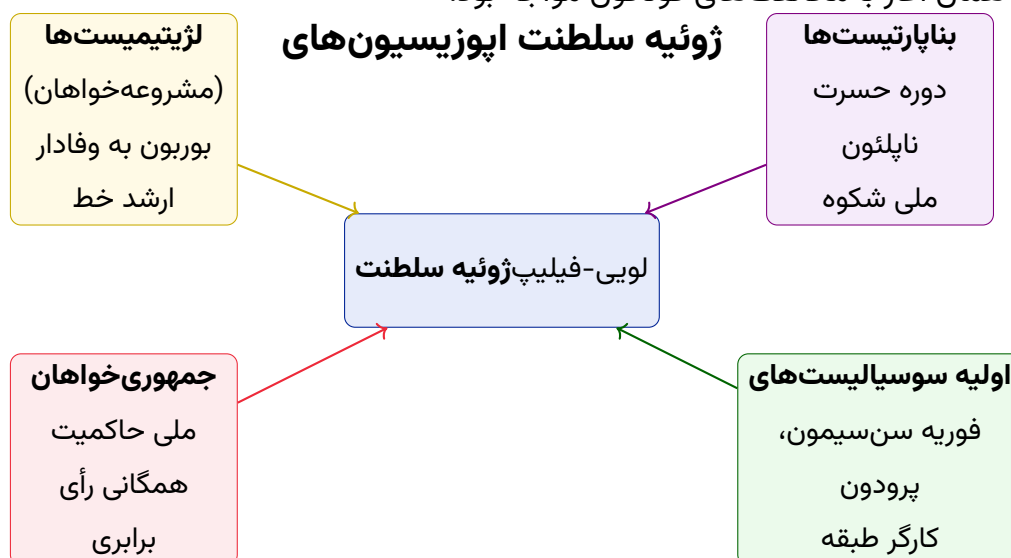 ژوئیه سلطنت اپوزیسیون‌های
بناپارتیست‌ها
دوره حسرت
ناپلئون
ملی شکوه
لژیتیمیست‌ها
(مشروعه‌خواهان)
بوربون به وفادار
ارشد خط
لویی-فیلیپژوئیه سلطنت
اولیه سوسیالیست‌های
فوریه سن‌سیمون،
پرودون
کارگر طبقه
جمهوری‌خواهان
ملی حاکمیت
همگانی رأی
برابری